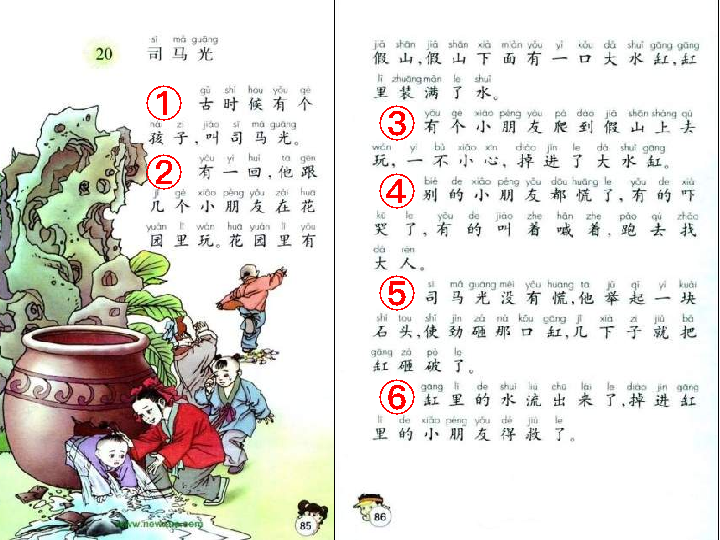 sī mǎ guāng
20 司马光
gǔ shí hou yǒu gè
① 古时候有个
hái zi jiào sī mǎ guāng
孩子，叫司马光。
yǒu yì huí tā gēn
② 有一回，他跟
jǐ gè xiǎo péng yǒu zài huā
几个小朋友在花
yuán lǐ wán huā yuán lǐ yǒu
园里玩。花园里有
85
jiǎ shān jiǎ shān xià miàn yǒu yì kǒu dà shuǐ gāng gāng
假山，假山下面有一口大水缸，缸
lǐ zhuāng mǎn le shuǐ
里装满了水。
yǒu gè xiǎo péng yǒu pá dào jiǎ shān shàng qù
③ 有个小朋友爬到假山上去
wán yí bù xiǎo xīn diào jìn le dà shuǐ gāng
玩，一不小心，掉进了大水缸。
bié de xiǎo péng yǒu dōu huāng le yǒu de xià
④ 别的小朋友都慌了，有的吓
kū le yǒu de jiào zhe hǎn zhe pǎo qù zhǎo
哭了，有的叫着喊着，跑去找
dà rén
大人。
sī mǎ guāng méi yǒu huāng tā jǔ qǐ yí kuài
⑤ 司马光没有慌，他举起一块
shí tou shǐ jìn zá nà kǒu gāng jǐ xià zi jiù bǎ
石头，使劲砸那口缸，几下子就把
gāng zá pò le
缸砸破了。
gāng lǐ de shuǐ liú chū lái le diào jìn gāng
⑥ 缸里的水流出来了，掉进缸
lǐ de xiǎo péng yǒu dé jiù le
里的小朋友得救了。
86